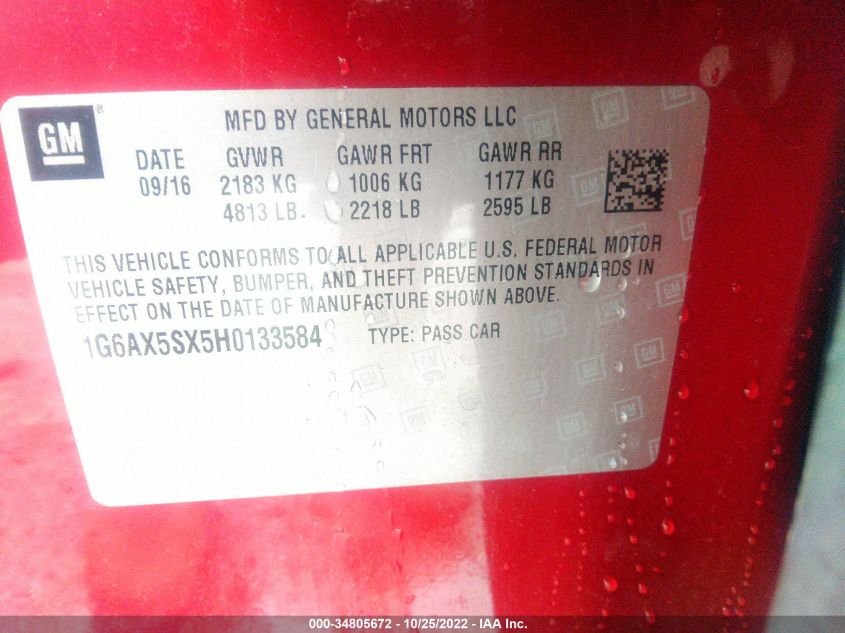 GM
MFD BY GENERAL MOTORS LLC
DATE GVWR GAWR FRT GAWR RR
09/16 2183 KG 1006 KG 1177 KG
4813 LB 2218 LB 2595 LB
THIS VEHICLE CONFORMS TO ALL APPLICABLE U.S. FEDERAL MOTOR
VEHICLE SAFETY, BUMPER, AND THEFT PREVENTION STANDARDS IN
EFFECT ON THE DATE OF MANUFACTURE SHOWN ABOVE.
1G6AX5SX5H0133584 TYPE: PASS CAR
000-34805672 - 10/25/2022 - IAA Inc.